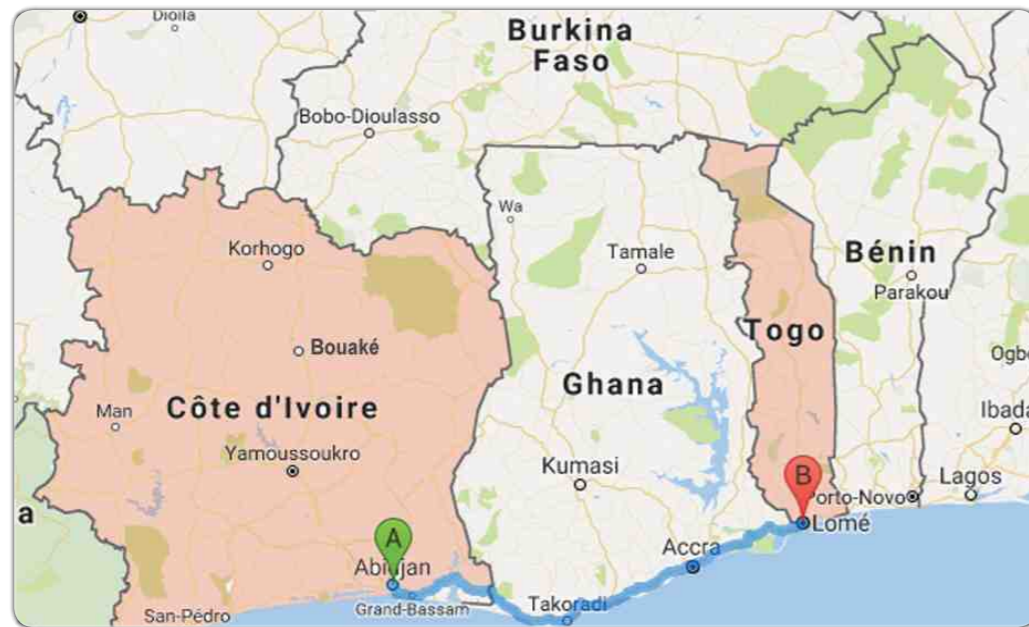 Dioila
Burkina
Faso
Bobo-Dioulasso
Wa
Korhogo
Tamale
Bénin
Parakou
Togo
Bouaké
Ogbo
Ghana
Man
Côte d'Ivoire
Ibada
Yamoussoukro
Kumasi
B
Porto-Novo
Lagos
a
Lomé
A
Accra
Abidjan
Grand-Bassam
Takoradi
San-Pédro